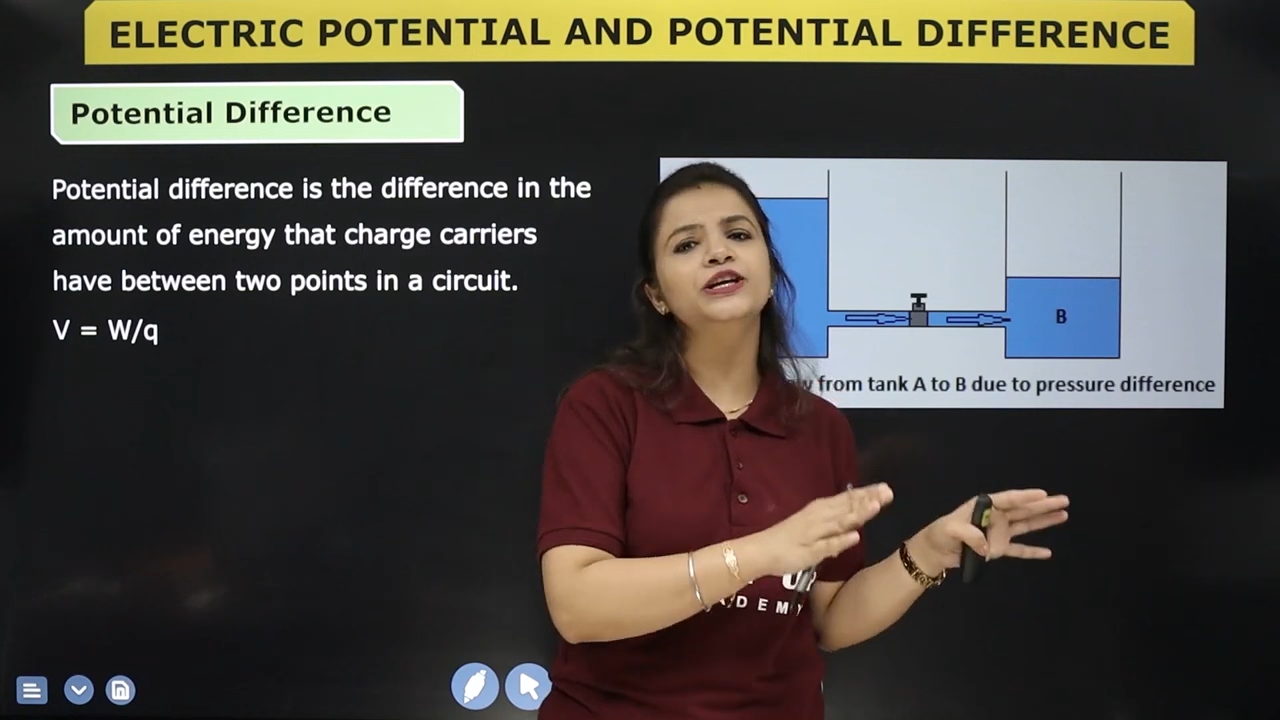 ELECTRIC POTENTIAL AND POTENTIAL DIFFERENCE
Potential Difference
Potential difference is the difference in the
amount of energy that charge carriers
have between two points in a circuit.
V = W/q
B
from tank A to B due to pressure difference